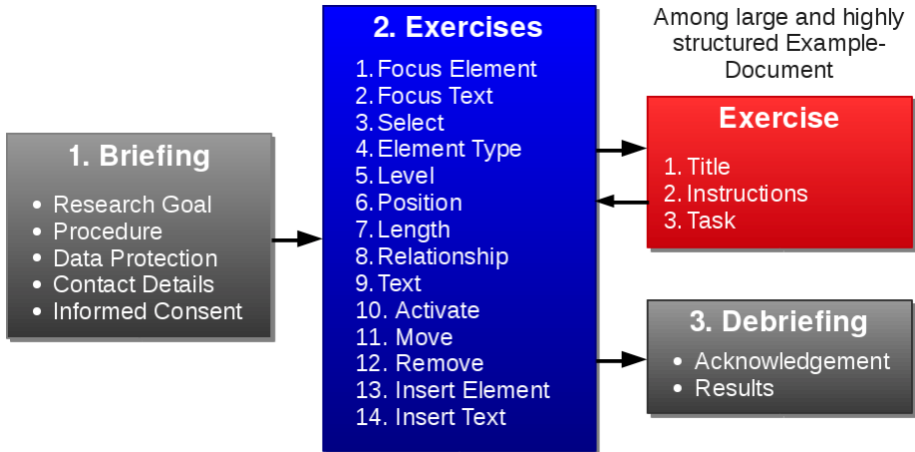 1. Briefing
• Research Goal
• Procedure
• Data Protection
• Contact Details
• Informed Consent
2. Exercises
1. Focus Element
2. Focus Text
3. Select
4. Element Type
5. Level
6. Position
7. Length
8. Relationship
9. Text
10. Activate
11. Move
12. Remove
13. Insert Element
14. Insert Text
Among large and highly
structured Example-
Document
Exercise
1. Title
2. Instructions
3. Task
3. Debriefing
• Acknowledgement
• Results